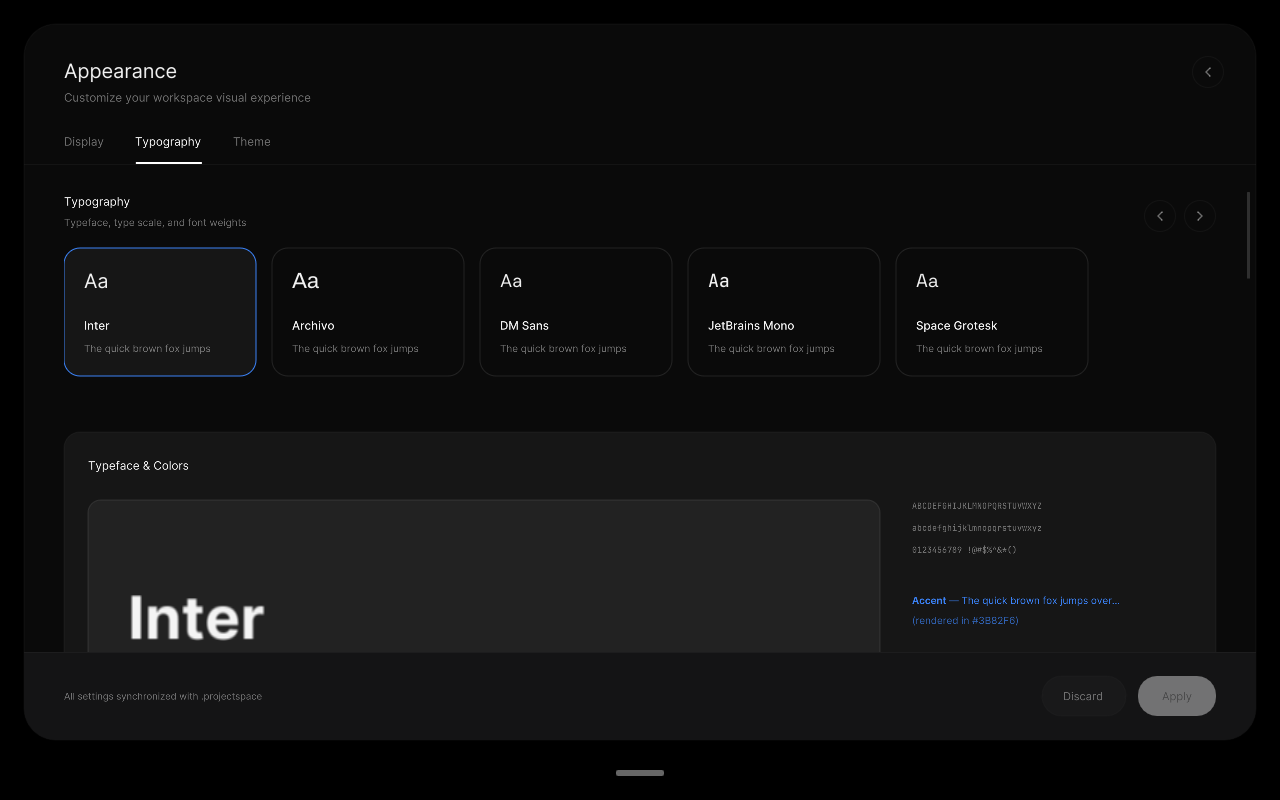 Appearance
Customize your workspace visual experience
Display Typography Theme
Typography
Typeface, type scale, and font weights
Aa
Inter
The quick brown fox jumps
Aa
Archivo
The quick brown fox jumps
Aa
DM Sans
The quick brown fox jumps
Aa
JetBrains Mono
The quick brown fox jumps
Aa
Space Grotesk
The quick brown fox jumps
Typeface & Colors
Inter
ABCDEFGHIJKLMNOPQRSTUVWXYZ
abcdefghijklmnopqrstuvwxyz
0123456789 !@#$%^&*()
Accent — The quick brown fox jumps over...
(rendered in #3B82F6)
All settings synchronized with .projectspace
Discard
Apply